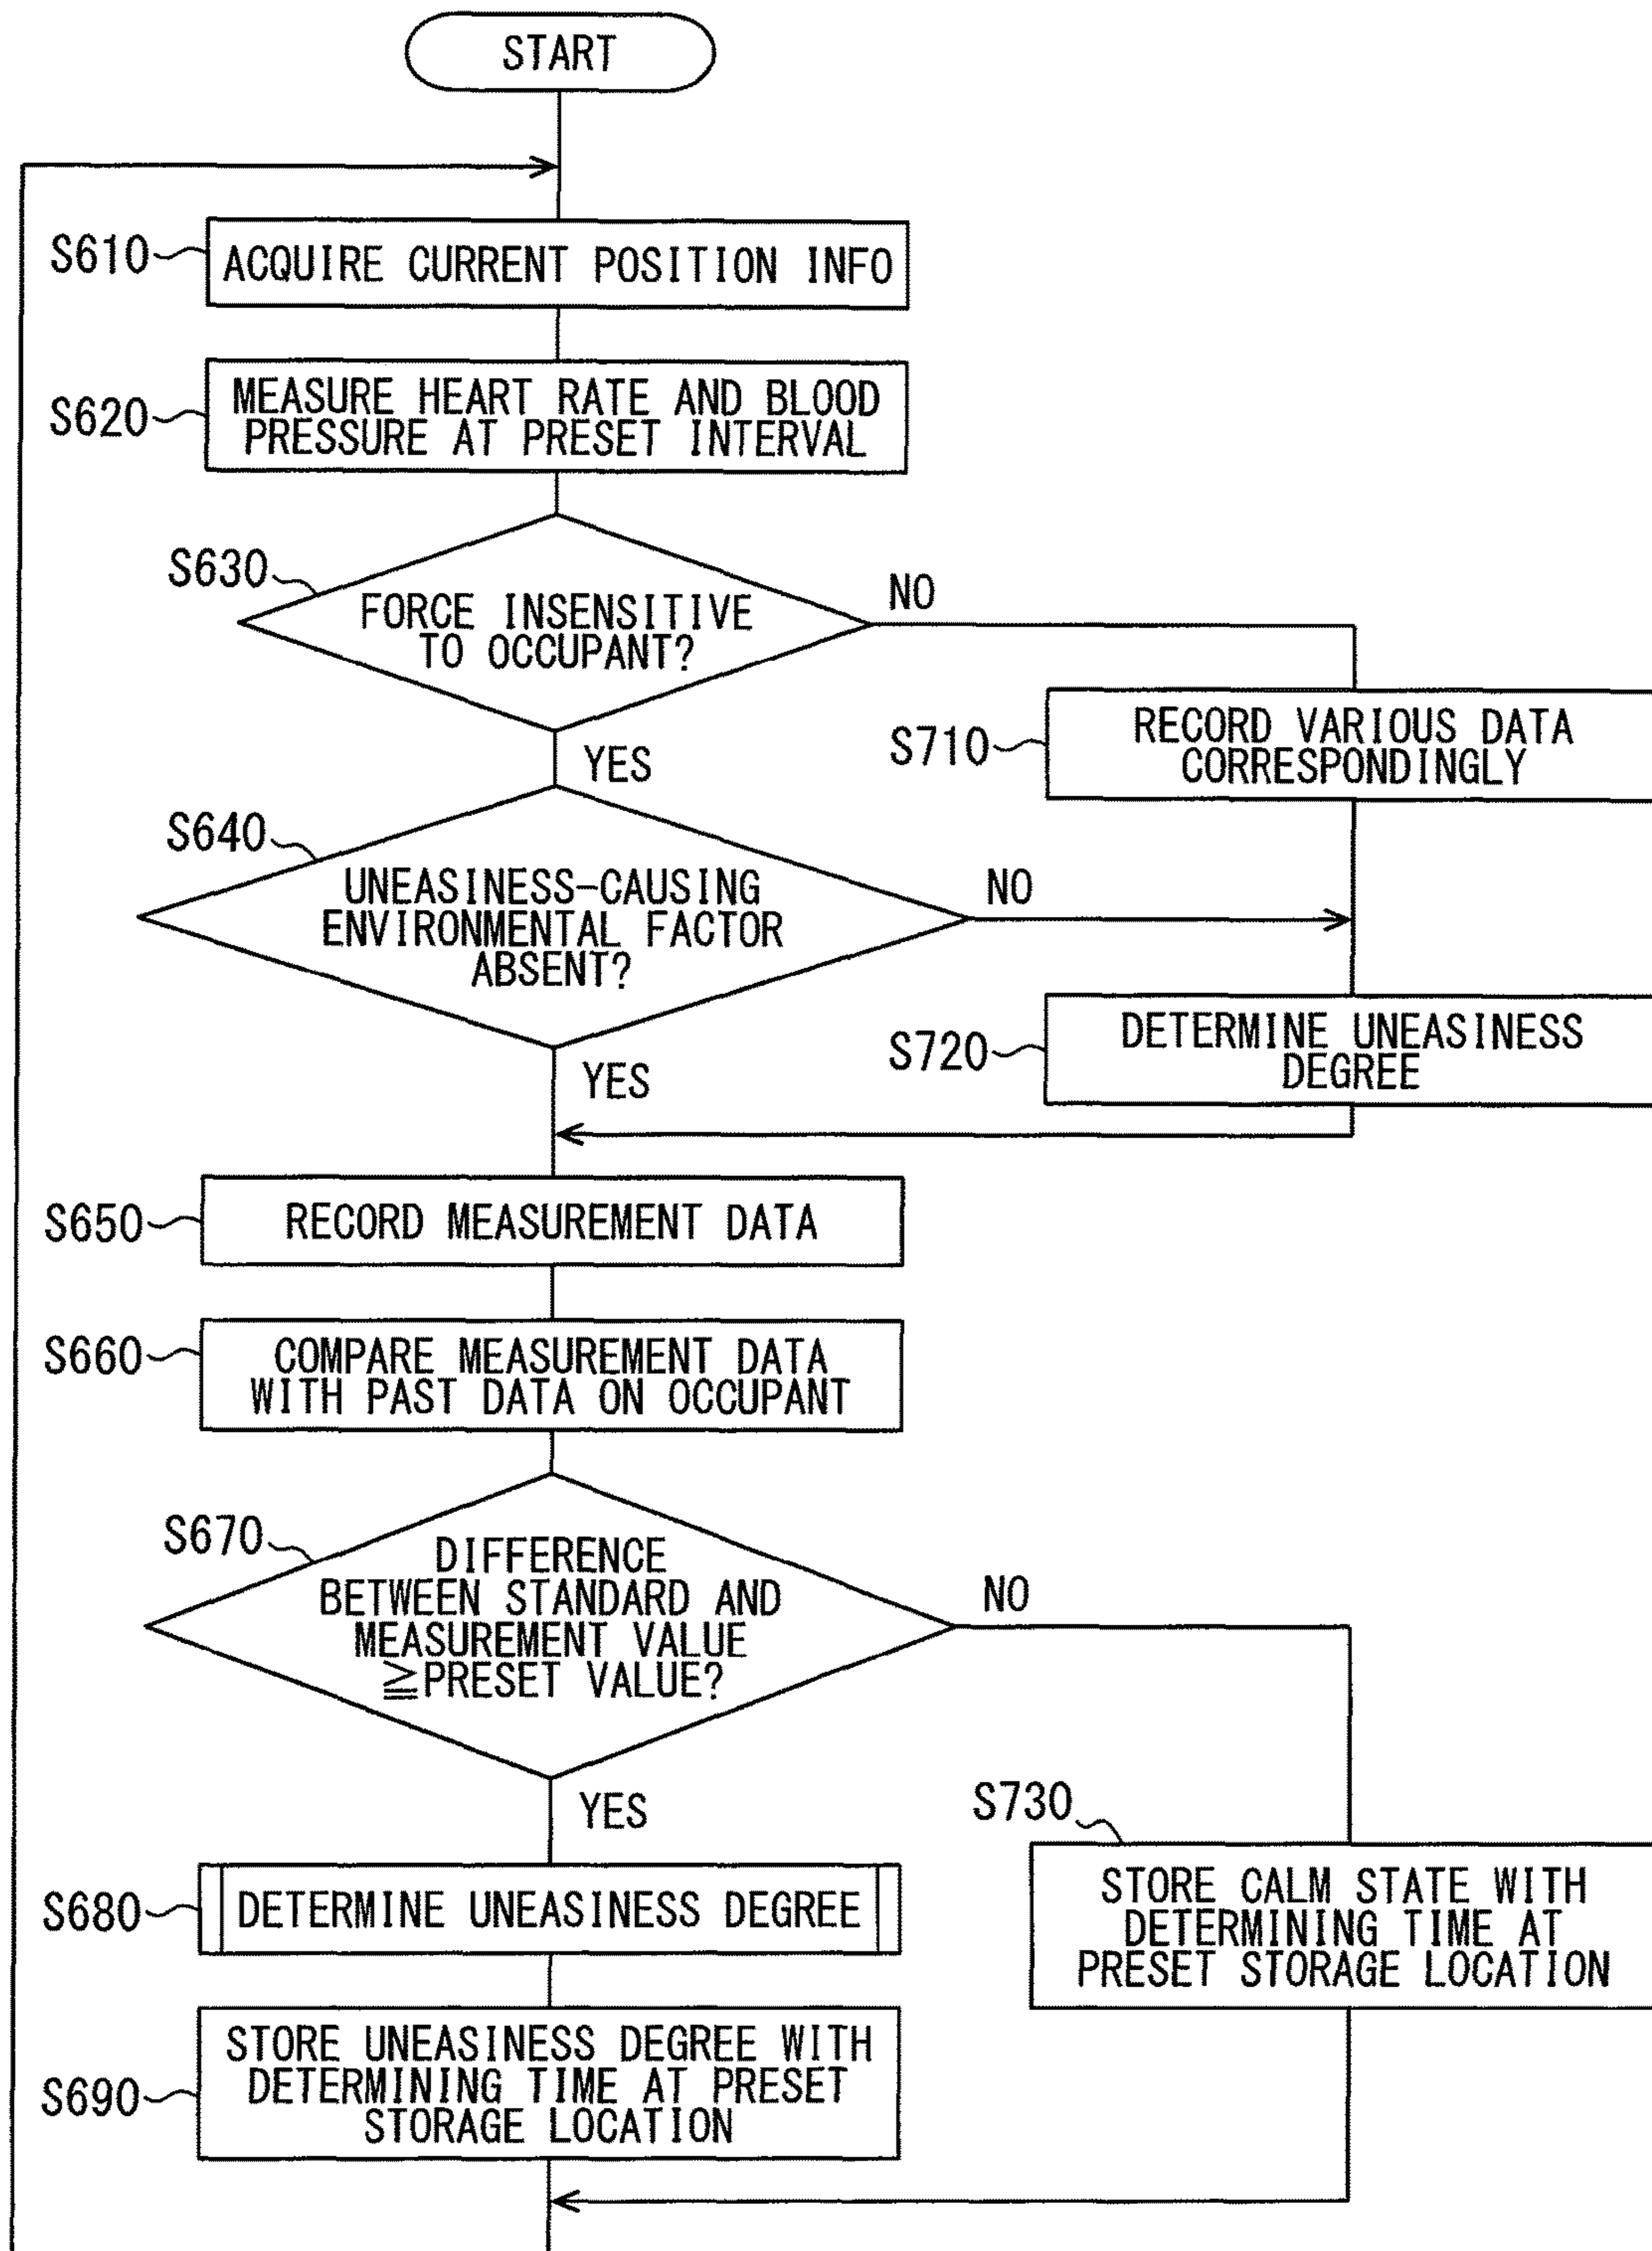 START
S610
ACQUIRE CURRENT POSITION INFO
S620
MEASURE HEART RATE AND BLOOD
PRESSURE AT PRESET INTERVAL
S630
FORCE INSENSITIVE
TO OCCUPANT?
NO
YES
S710
RECORD VARIOUS DATA
CORRESPONDINGLY
S640
UNEASINESS-CAUSING
ENVIRONMENTAL FACTOR
ABSENT?
NO
YES
S720
DETERMINE UNEASINESS
DEGREE
S650
RECORD MEASUREMENT DATA
S660
COMPARE MEASUREMENT DATA
WITH PAST DATA ON OCCUPANT
S670
DIFFERENCE
BETWEEN STANDARD AND
MEASUREMENT VALUE
≧PRESET VALUE?
NO
YES
S730
STORE CALM STATE WITH
DETERMINING TIME AT
PRESET STORAGE LOCATION
S680
DETERMINE UNEASINESS DEGREE
S690
STORE UNEASINESS DEGREE WITH
DETERMINING TIME AT PRESET
STORAGE LOCATION